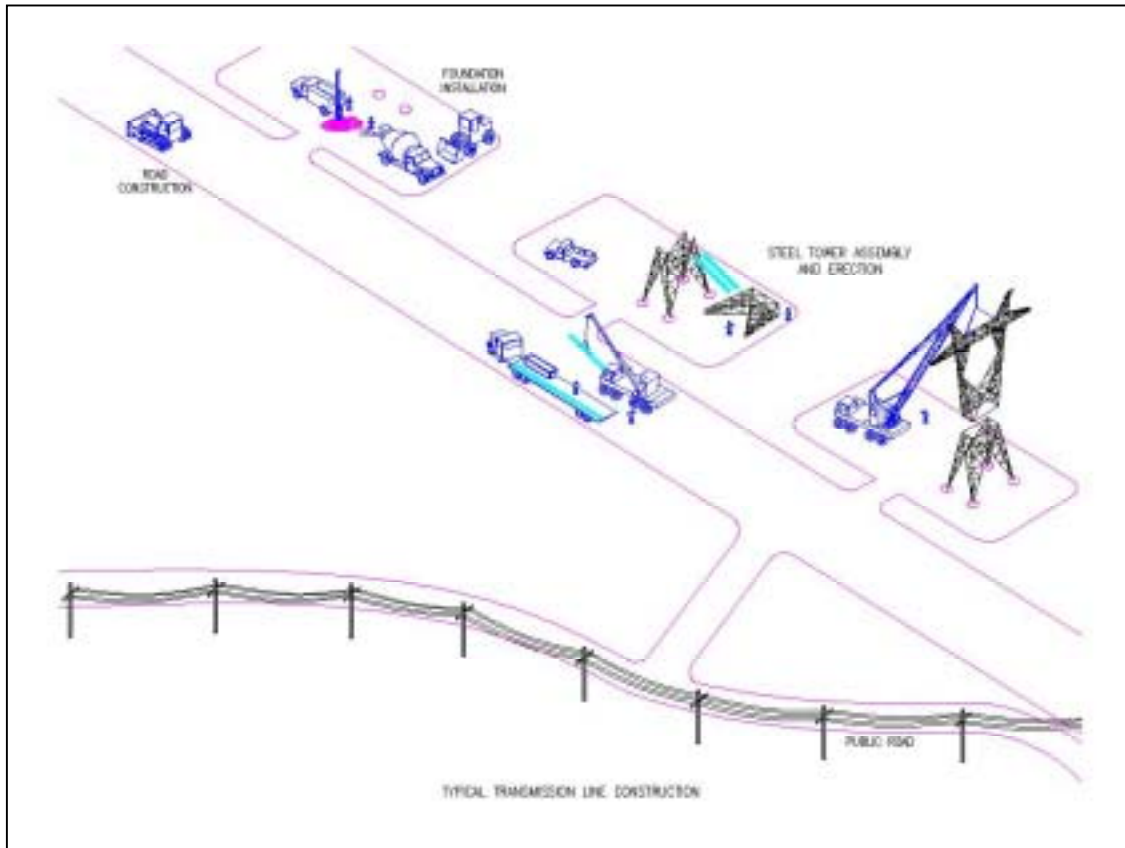 FOUNDATION
INSTALLATION
ROAD
CONSTRUCTION
STEEL TOWER ASSEMBLY
AND ERECTION
PUBLIC ROAD
TYPICAL TRANSMISSION LINE CONSTRUCTION